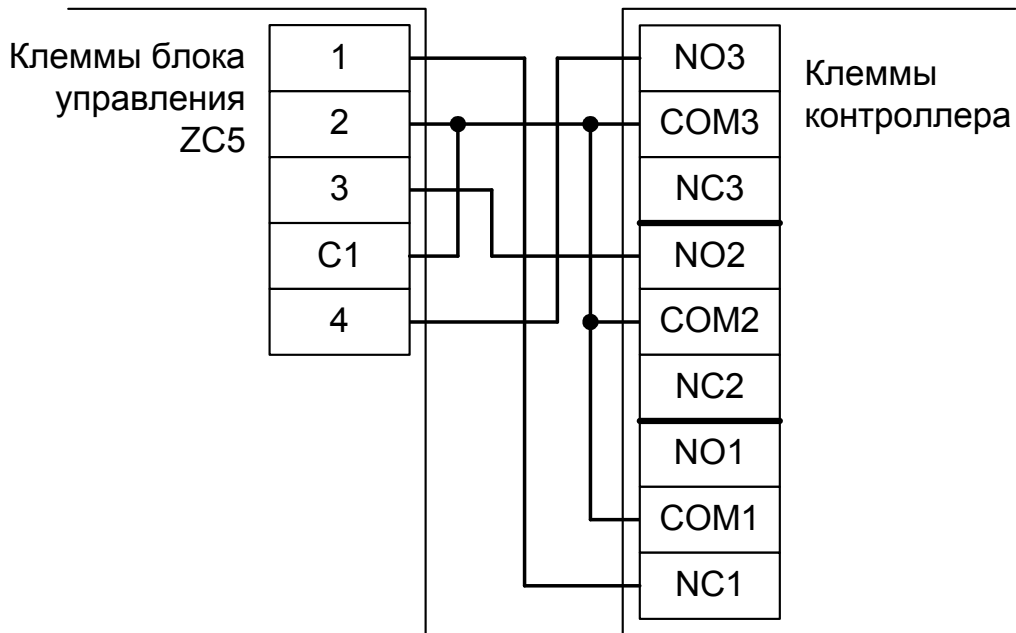 Клеммы блока
управления
ZC5
1
2
3
C1
4
NO3
COM3
NC3
NO2
COM2
NC2
NO1
COM1
NC1
Клеммы
контроллера